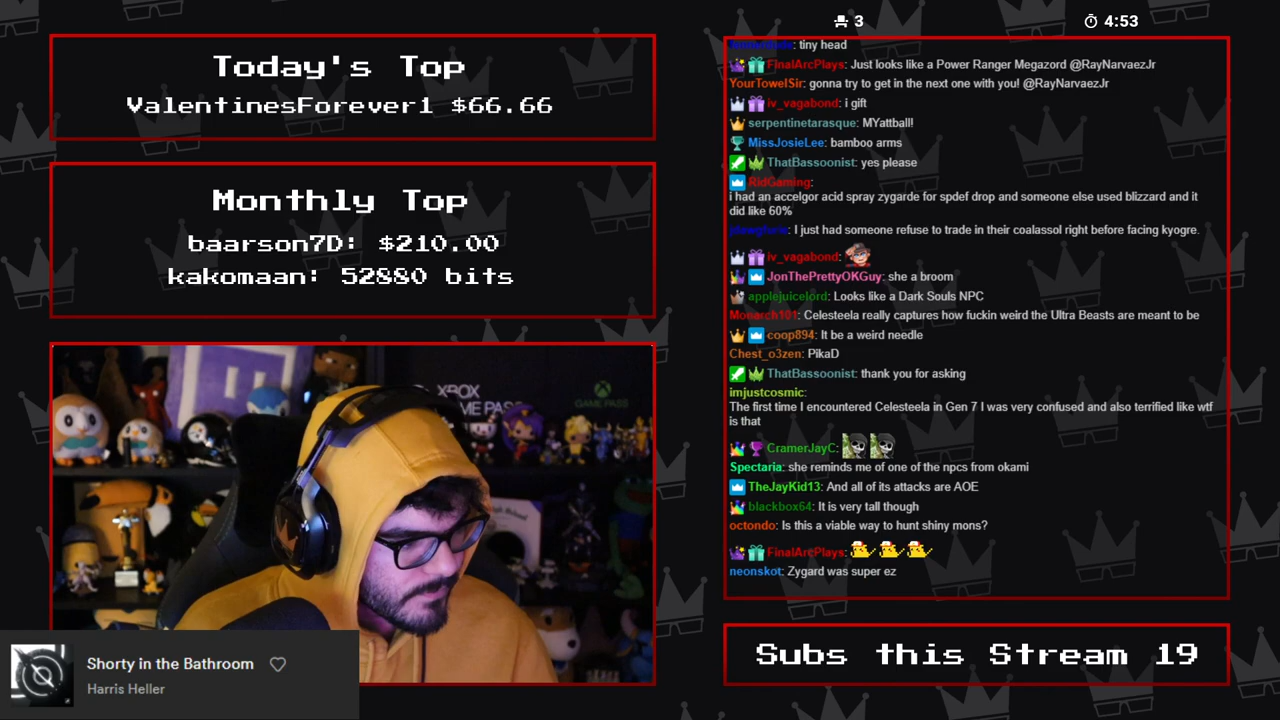 3
4:53
Today's Top
ValentinesForever1 $66.66
Monthly Top
baarson7D: $210.00
kakomaan: 52880 bits
XBOX
GAME PASS
: tiny head
FinalArcPlays: Just looks like a Power Ranger Megazord @RayNarvaezJr
YourTowelSir: gonna try to get in the next one with you! @RayNarvaezJr
iv_vagabond: i gift
serpentinetarasque: MYattball!
MissJosieLee: bamboo arms
ThatBassoonist: yes please
RidGaming:
i had an accelgor acid spray zygarde for spdef drop and someone else used blizzard and it
did like 60%
: I just had someone refuse to trade in their coalassol right before facing kyogre.
iv_vagabond:
JonThePrettyOKGuy: she a broom
applejuicelord: Looks like a Dark Souls NPC
Monarch101: Celesteela really captures how fuckin weird the Ultra Beasts are meant to be
coop894: It be a weird needle
Chest_o3zen: PikaD
ThatBassoonist: thank you for asking
imjustcosmic:
The first time I encountered Celesteela in Gen 7 I was very confused and also terrified like wtf
is that
CramerJayC:
Spectaria: she reminds me of one of the npcs from okami
TheJayKid13: And all of its attacks are AOE
blackbox64: It is very tall though
octondo: Is this a viable way to hunt shiny mons?
FinalArcPlays:
neonskot: Zygard was super ez
Subs this Stream 19
Shorty in the Bathroom
Harris Heller